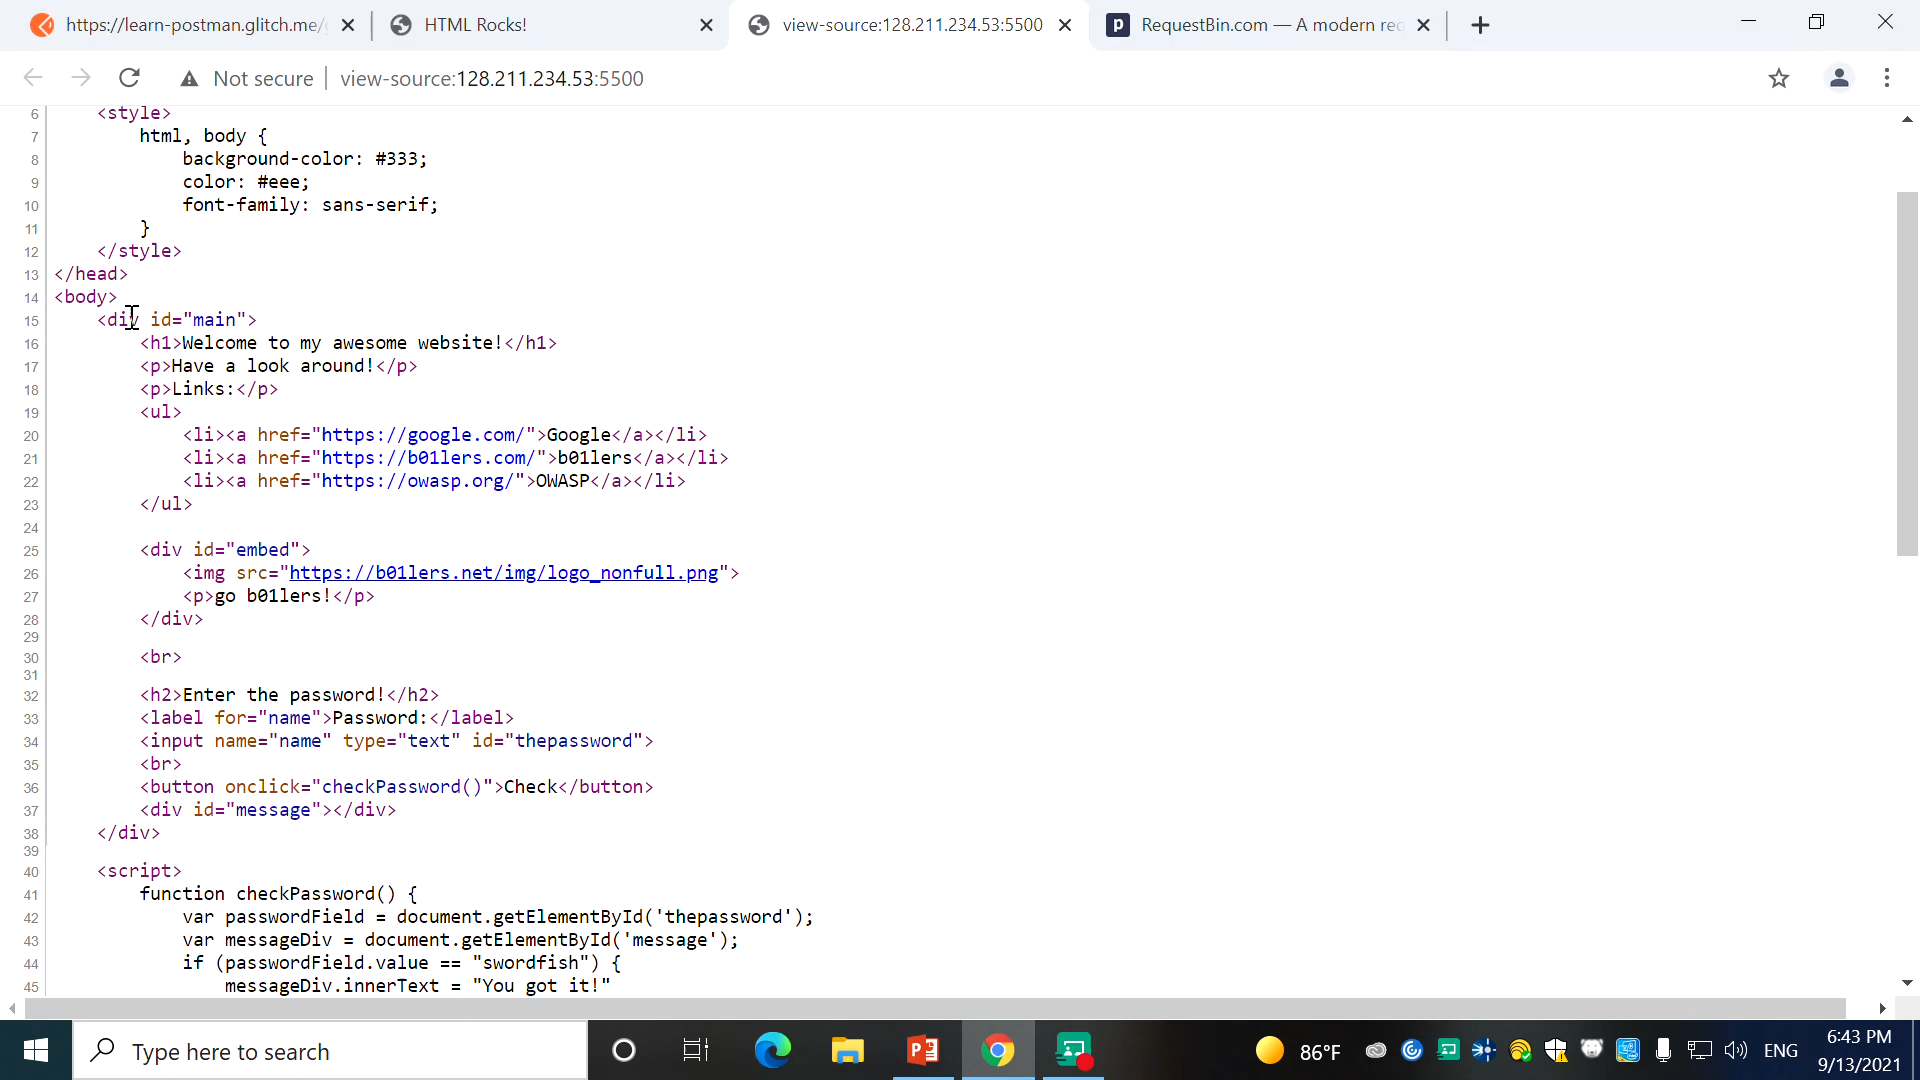 https://learn-postman.glitch.me/
HTML Rocks!
view-source:128.211.234.53:5500
RequestBin.com — A modern rec
Not secure
view-source:128.211.234.53:5500
6 <style>
7 html, body {
8 background-color: #333;
9 color: #eee;
10 font-family: sans-serif;
11 }
12 </style>
13 </head>
14 <body>
15 <div id="main">
16 <h1>Welcome to my awesome website!</h1>
17 <p>Have a look around!</p>
18 <p>Links:</p>
19 <ul>
20 <li><a href="https://google.com/">Google</a></li>
21 <li><a href="https://b01lers.com/">b01lers</a></li>
22 <li><a href="https://owasp.org/">OWASP</a></li>
23 </ul>
24
25 <div id="embed">
26 <img src="https://b01lers.net/img/logo_nonfull.png">
27 <p>go b01lers!</p>
28 </div>
29
30 <br>
31
32 <h2>Enter the password!</h2>
33 <label for="name">Password:</label>
34 <input name="name" type="text" id="thepassword">
35 <br>
36 <button onclick="checkPassword()">Check</button>
37 <div id="message"></div>
38 </div>
39
40 <script>
41 function checkPassword() {
42 var passwordField = document.getElementById('thepassword');
43 var messageDiv = document.getElementById('message');
44 if (passwordField.value == "swordfish") {
45 messageDiv.innerText = "You got it!"
Type here to search
86°F
ENG
6:43 PM
9/13/2021